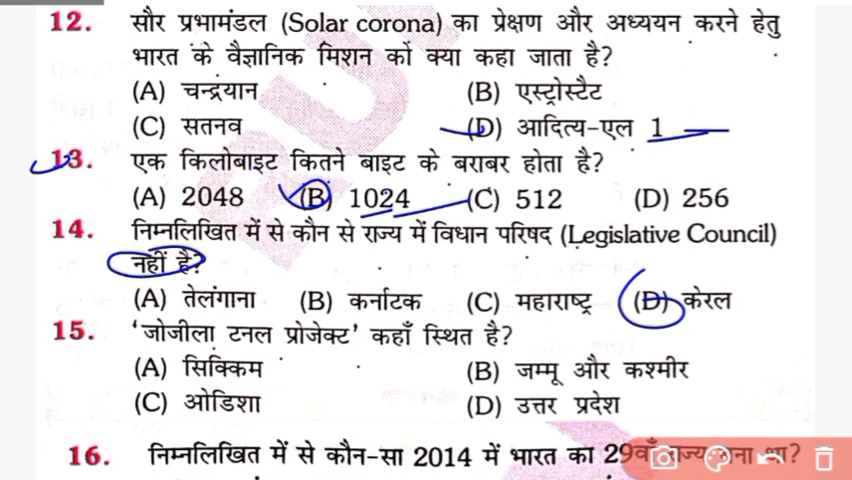 12. सौर प्रभामंडल (Solar corona) का प्रेक्षण और अध्ययन करने हेतु
भारत के वैज्ञानिक मिशन को क्या कहा जाता है?
(A) चन्द्रयान (B) एस्ट्रोस्टैट
(C) सतनव (D) आदित्य-एल 1
13. एक किलोबाइट कितने बाइट के बराबर होता है?
(A) 2048 (B) 1024 (C) 512 (D) 256
14. निम्नलिखित में से कौन से राज्य में विधान परिषद (Legislative Council)
नहीं है?
(A) तेलंगाना (B) कर्नाटक (C) महाराष्ट्र (D) केरल
15. 'जोजीला टनल प्रोजेक्ट' कहाँ स्थित है?
(A) सिक्किम (B) जम्मू और कश्मीर
(C) ओडिशा (D) उत्तर प्रदेश
16. निम्नलिखित में से कौन-सा 2014 में भारत का 29वाँ राज्य बना था?